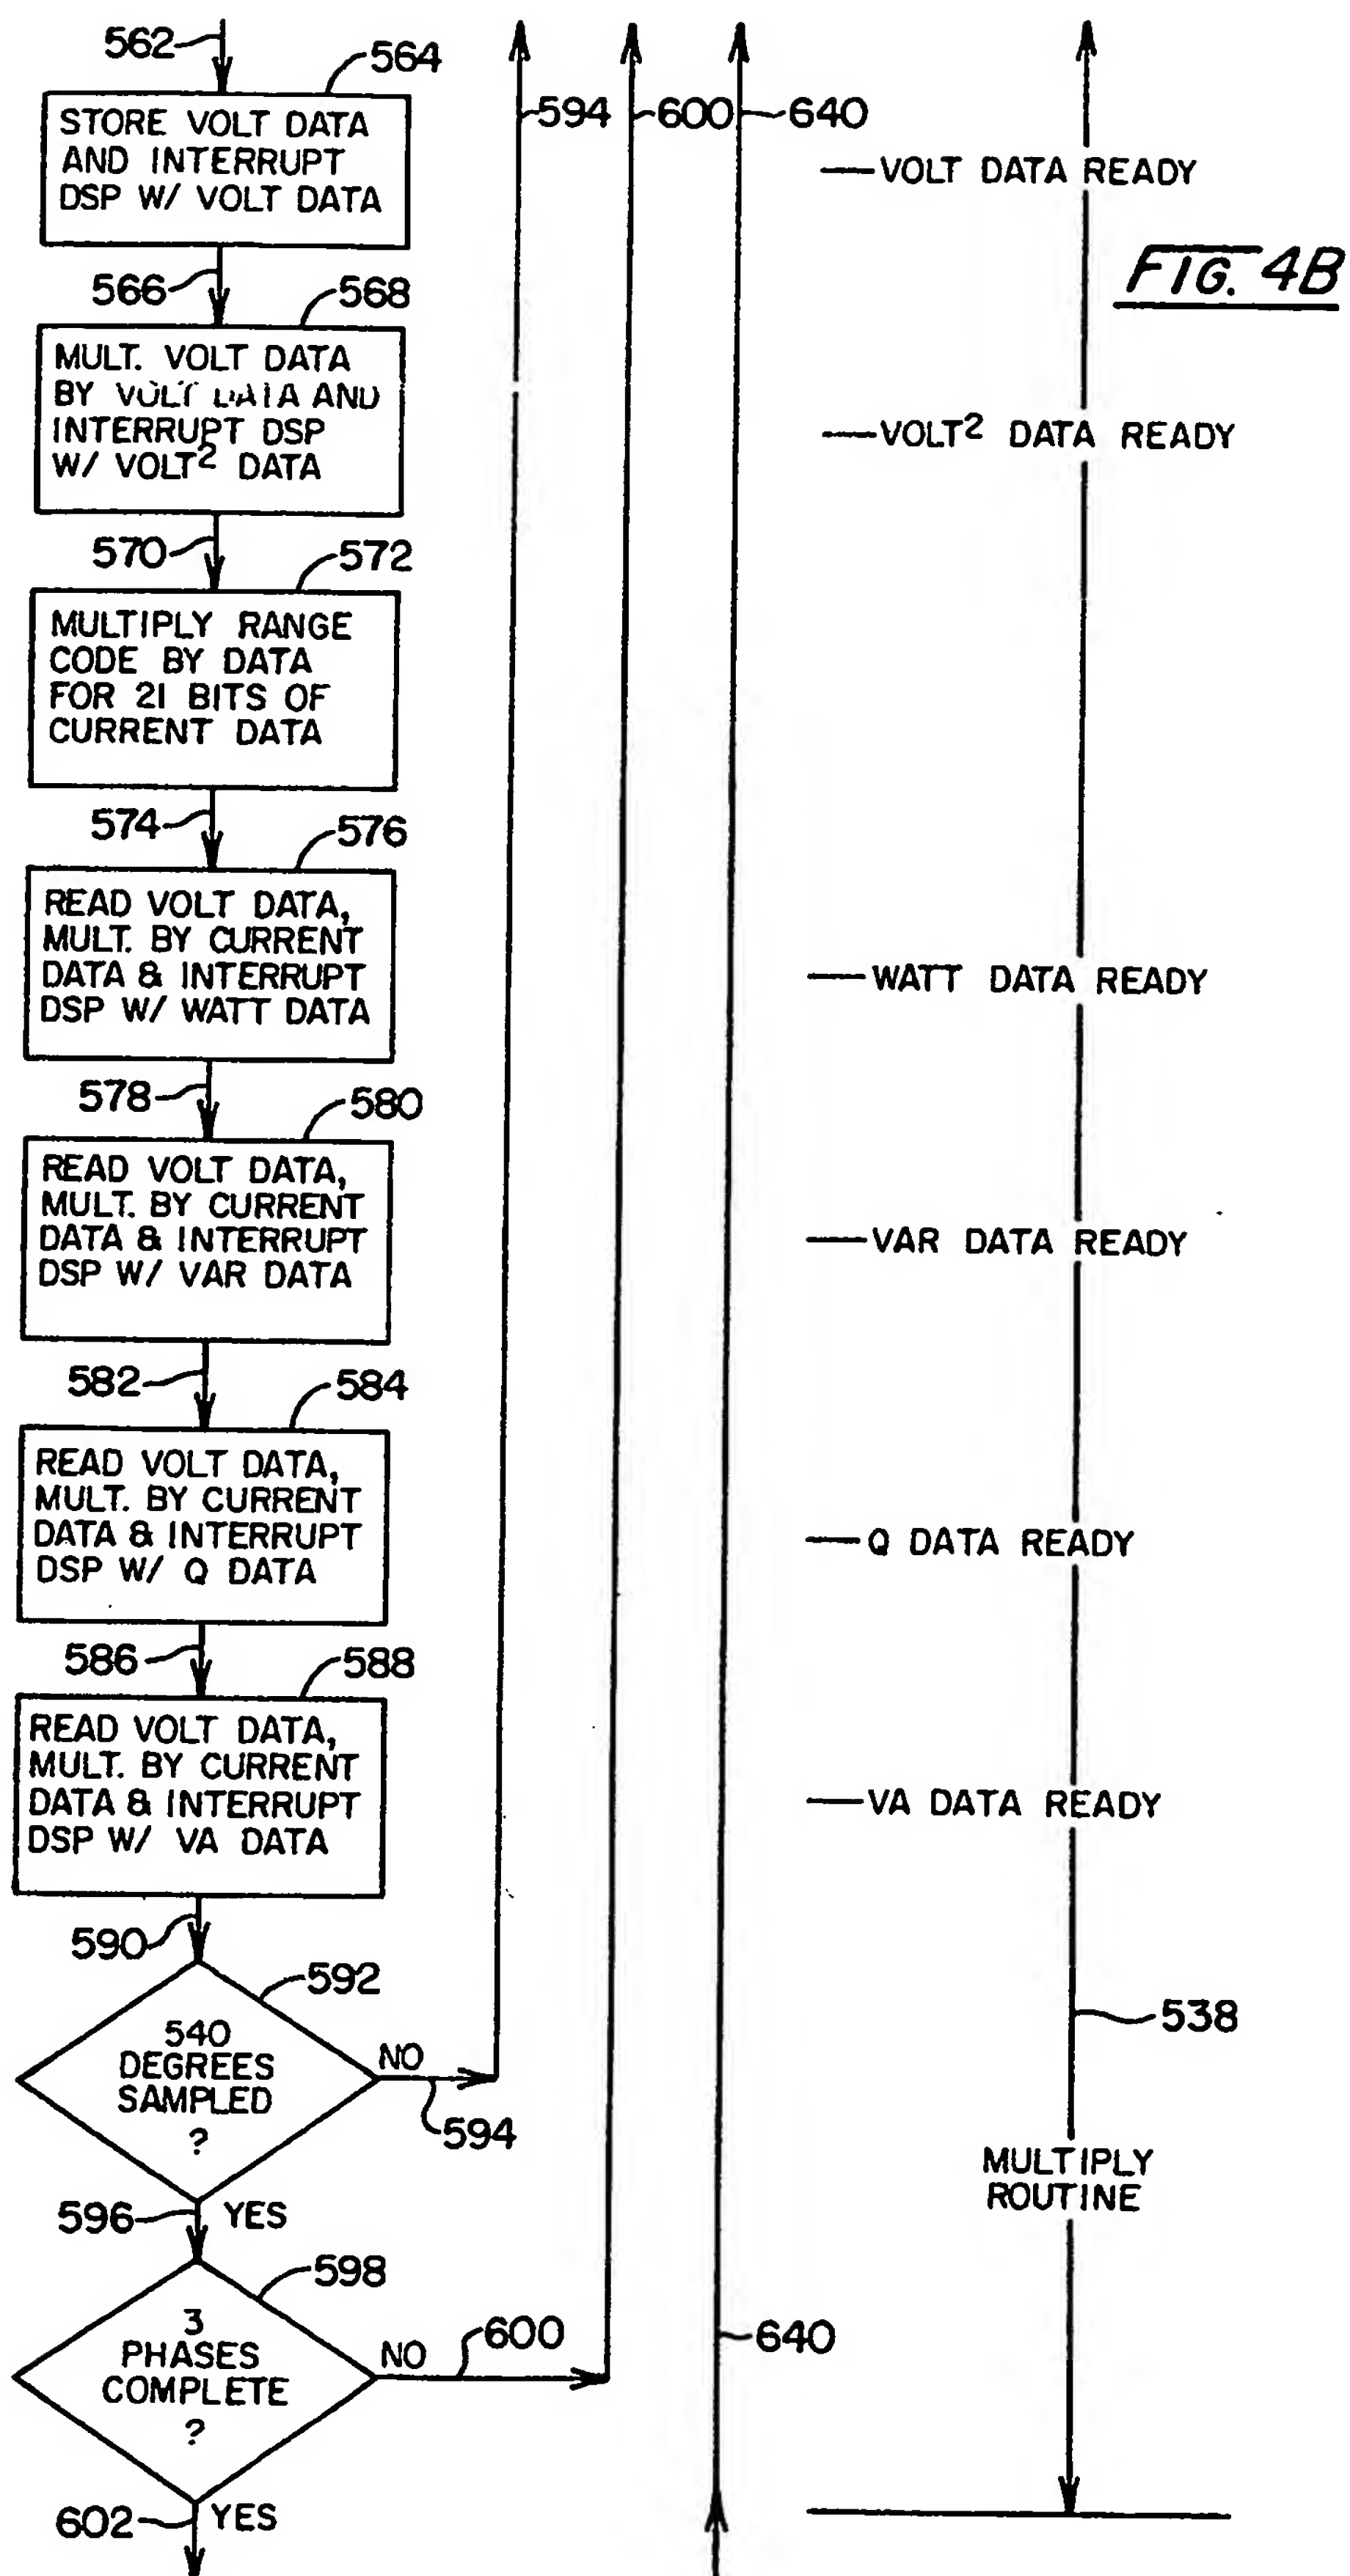 562
564
STORE VOLT DATA
AND INTERRUPT
DSP W/ VOLT DATA
594
600
640
VOLT DATA READY
FIG. 4B
566
568
MULT. VOLT DATA
BY VOLT DATA AND
INTERRUPT DSP
W/ VOLT² DATA
VOLT² DATA READY
570
572
MULTIPLY RANGE
CODE BY DATA
FOR 21 BITS OF
CURRENT DATA
574
576
READ VOLT DATA,
MULT. BY CURRENT
DATA & INTERRUPT
DSP W/ WATT DATA
WATT DATA READY
578
580
READ VOLT DATA,
MULT. BY CURRENT
DATA & INTERRUPT
DSP W/ VAR DATA
VAR DATA READY
582
584
READ VOLT DATA,
MULT. BY CURRENT
DATA & INTERRUPT
DSP W/ Q DATA
Q DATA READY
586
588
READ VOLT DATA,
MULT. BY CURRENT
DATA & INTERRUPT
DSP W/ VA DATA
VA DATA READY
590
592
540
DEGREES
SAMPLED
?
NO
594
538
MULTIPLY
ROUTINE
596
YES
598
3
PHASES
COMPLETE
?
NO
600
640
602
YES